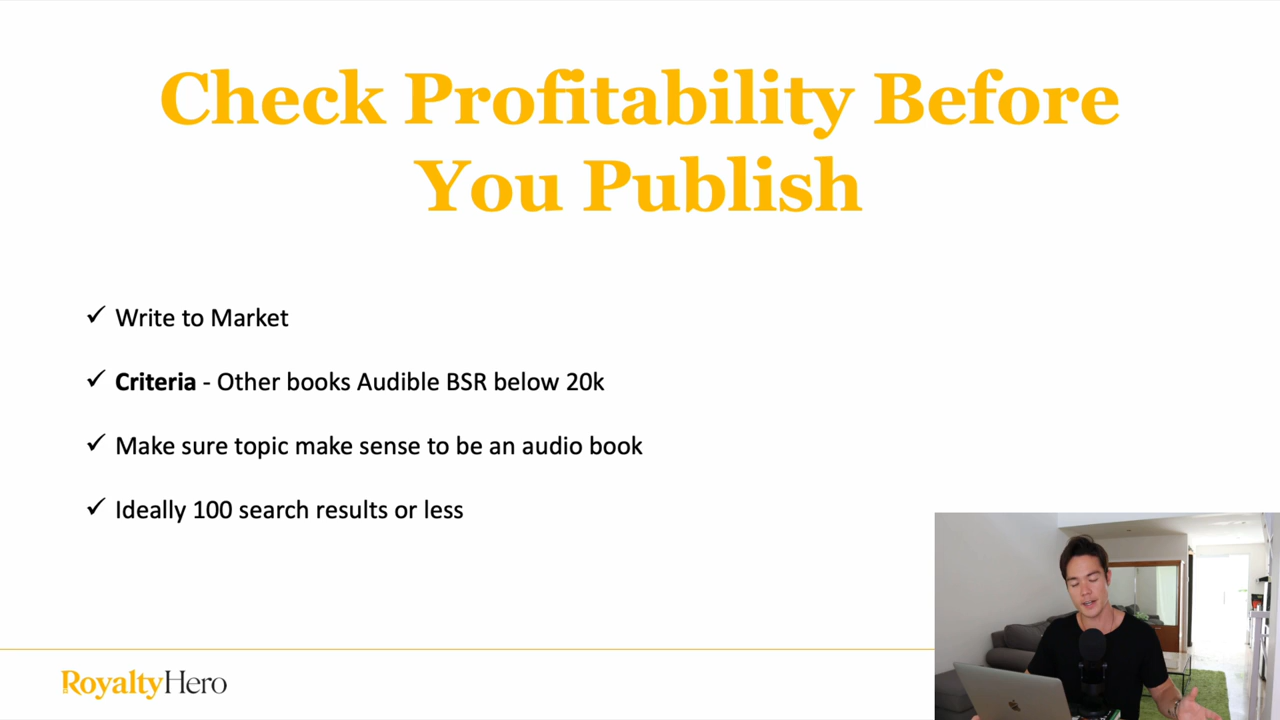 Check Profitability Before
You Publish
✓ Write to Market
✓ Criteria - Other books Audible BSR below 20k
✓ Make sure topic make sense to be an audio book
✓ Ideally 100 search results or less
RoyaltyHero